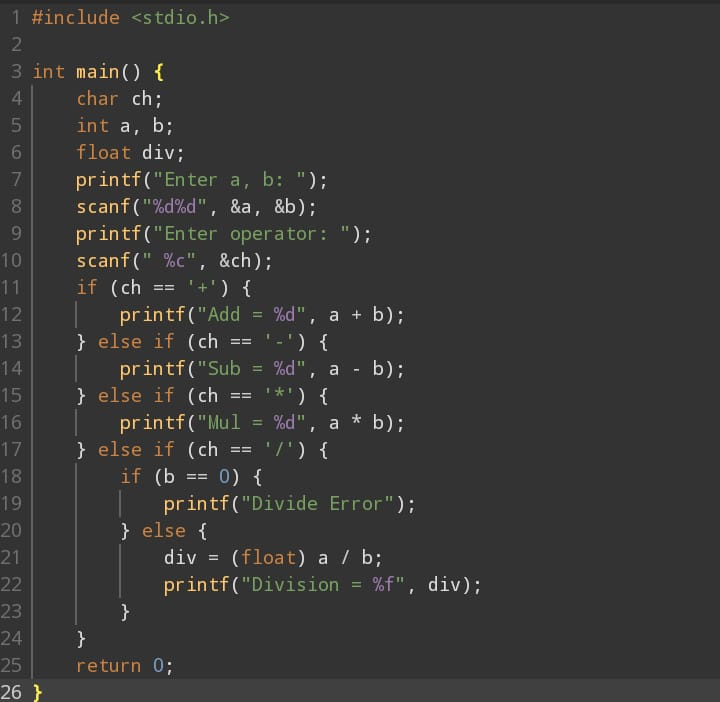 1 #include <stdio.h>
2
3 int main() {
4     char ch;
5     int a, b;
6     float div;
7     printf("Enter a, b: ");
8     scanf("%d%d", &a, &b);
9     printf("Enter operator: ");
10     scanf(" %c", &ch);
11     if (ch == '+') {
12         printf("Add = %d", a + b);
13     } else if (ch == '-') {
14         printf("Sub = %d", a - b);
15     } else if (ch == '*') {
16         printf("Mul = %d", a * b);
17     } else if (ch == '/') {
18         if (b == 0) {
19             printf("Divide Error");
20         } else {
21             div = (float) a / b;
22             printf("Division = %f", div);
23         }
24     }
25     return 0;
26 }